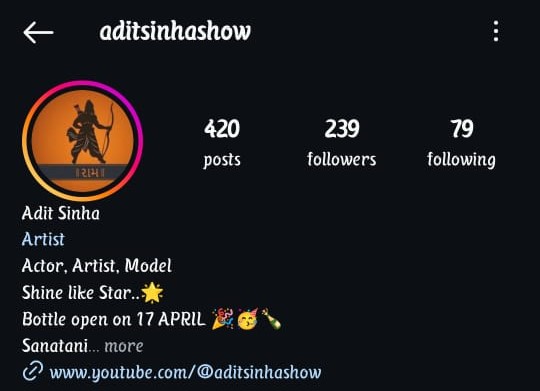 aditsinhashow
॥રામ॥
420 239 79
posts followers following
Adit Sinha
Artist
Actor, Artist, Model
Shine like Star..🌟
Bottle open on 17 APRIL 🎉🥳🍾
Sanatani... more
www.youtube.com/@aditsinhashow